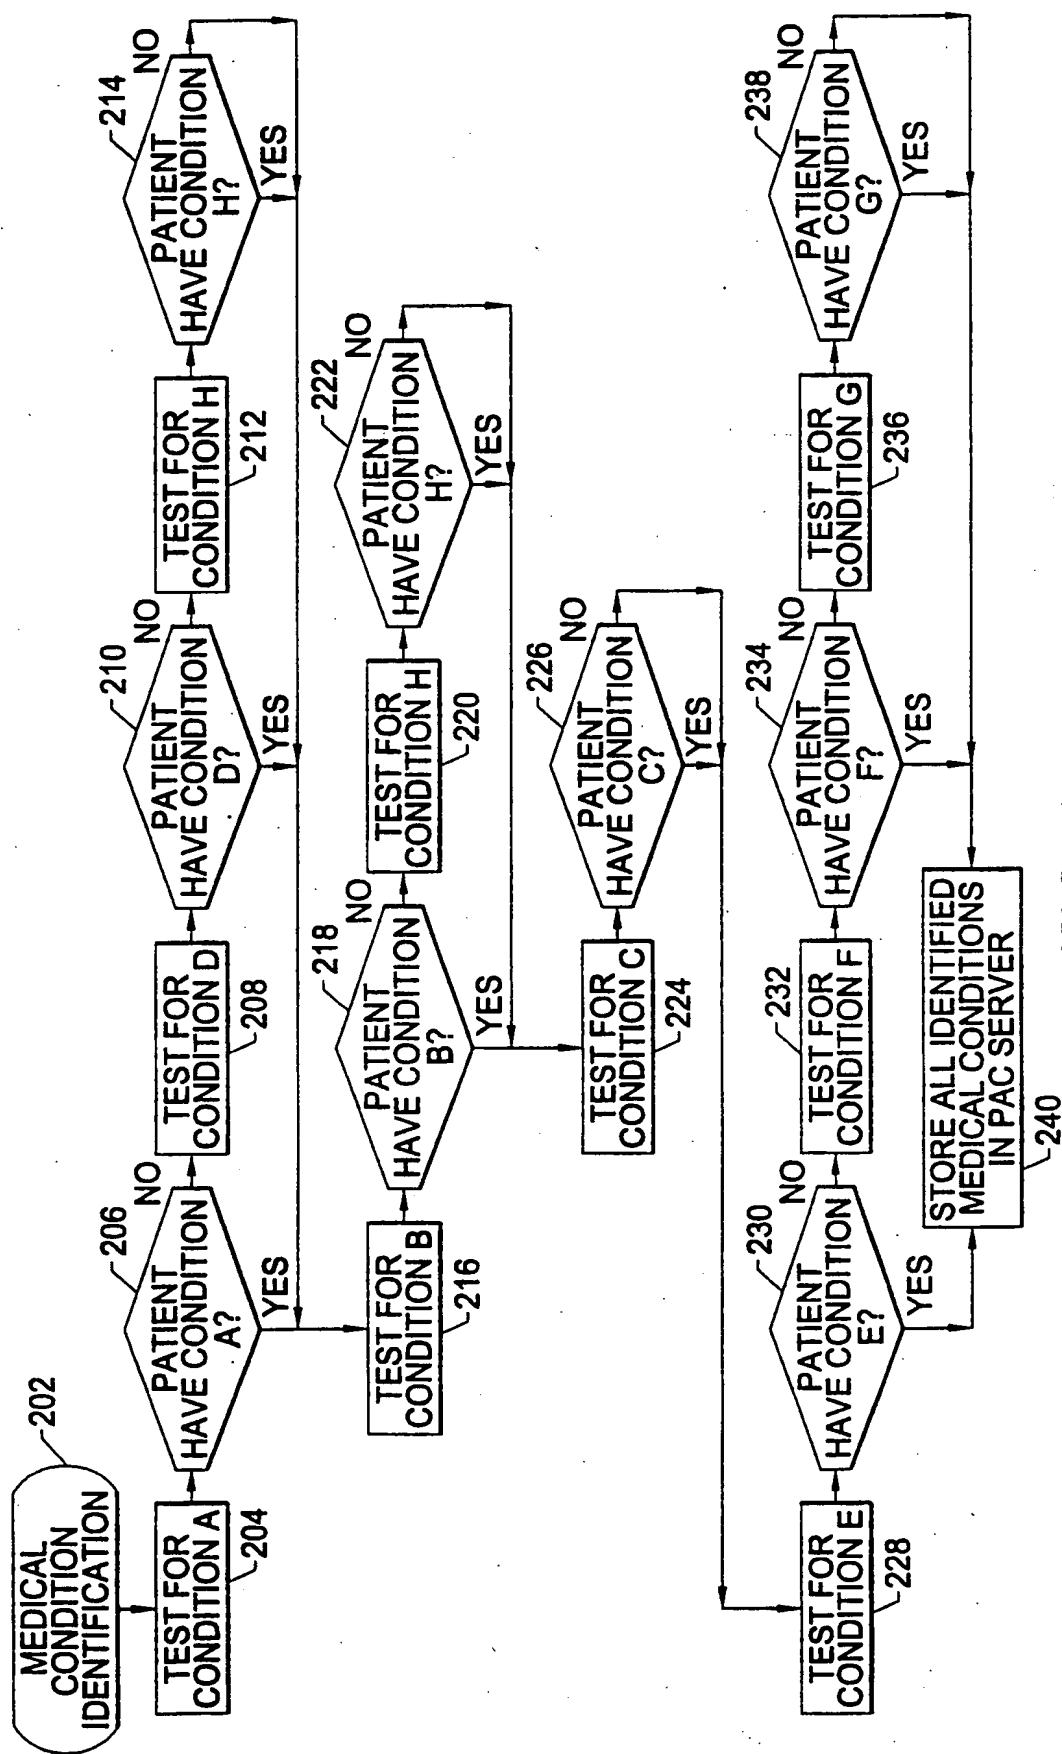 MEDICAL
CONDITION
IDENTIFICATION
202
TEST FOR
CONDITION A
204
PATIENT
HAVE CONDITION
A?
206
NO
YES
TEST FOR
CONDITION D
208
PATIENT
HAVE CONDITION
D?
210
NO
YES
TEST FOR
CONDITION H
212
PATIENT
HAVE CONDITION
H?
214
NO
YES
TEST FOR
CONDITION B
216
PATIENT
HAVE CONDITION
B?
218
NO
YES
TEST FOR
CONDITION H
220
PATIENT
HAVE CONDITION
H?
222
NO
YES
TEST FOR
CONDITION C
224
PATIENT
HAVE CONDITION
C?
226
NO
YES
TEST FOR
CONDITION E
228
PATIENT
HAVE CONDITION
E?
230
NO
YES
TEST FOR
CONDITION F
232
PATIENT
HAVE CONDITION
F?
234
NO
YES
TEST FOR
CONDITION G
236
PATIENT
HAVE CONDITION
G?
238
NO
YES
STORE ALL IDENTIFIED
MEDICAL CONDITIONS
IN PAC SERVER
240